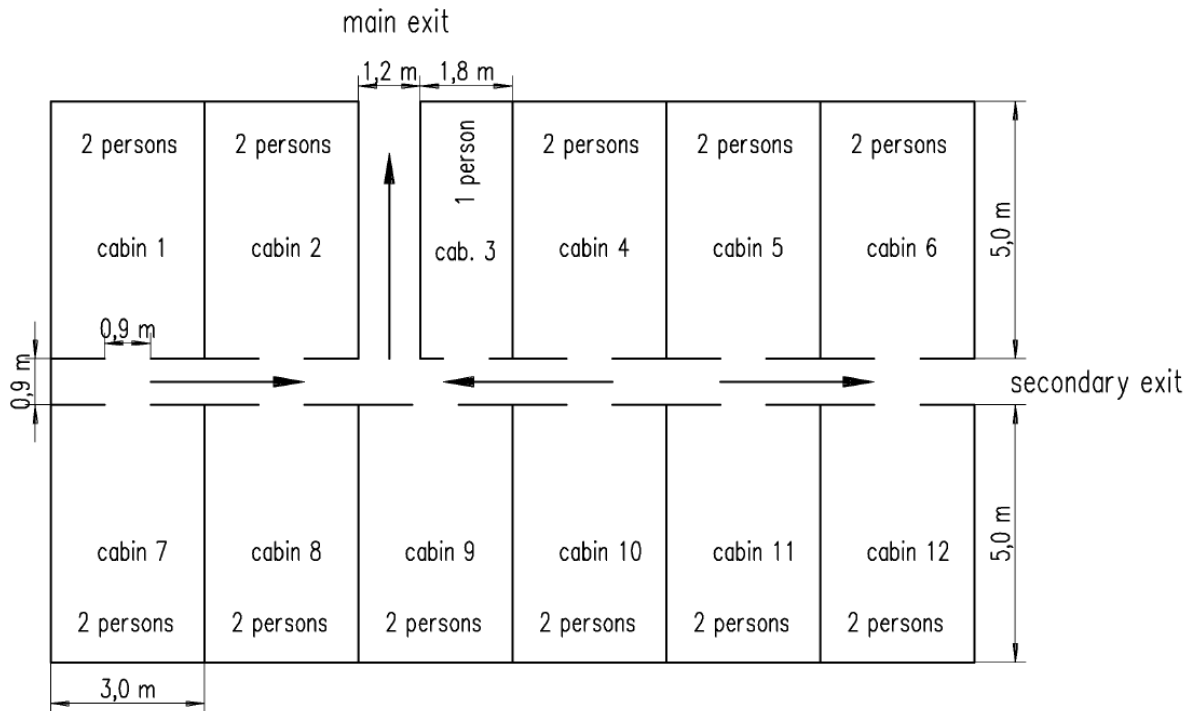 main exit
1,2 m 1,8 m
2 persons 2 persons 1 person 2 persons 2 persons 2 persons
cabin 1 cabin 2 cab. 3 cabin 4 cabin 5 cabin 6
5,0 m
0,9 m
0,9 m
secondary exit
5,0 m
cabin 7 cabin 8 cabin 9 cabin 10 cabin 11 cabin 12
2 persons 2 persons 2 persons 2 persons 2 persons 2 persons
3,0 m